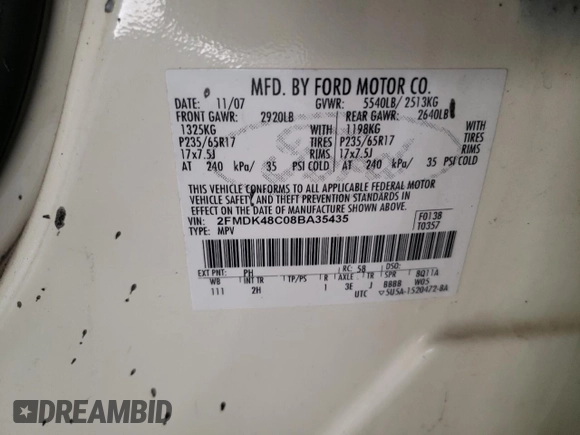 MFD. BY FORD MOTOR CO.
DATE: 11/07 GVWR: 5540LB/ 2513KG
FRONT GAWR: 2920LB REAR GAWR: 2640LB
1325KG WITH 1198KG WITH
P235/65R17 TIRES P235/65R17 TIRES
17x7.5J RIMS 17x7.5J RIMS
AT 240 kPa/ 35 PSI COLD AT 240 kPa/ 35 PSI COLD
THIS VEHICLE CONFORMS TO ALL APPLICABLE FEDERAL MOTOR
VEHICLE SAFETY AND THEFT PREVENTION STANDARDS IN
EFFECT ON THE DATE OF MANUFACTURE SHOWN ABOVE.
VIN: 2FMDK48C08BA35435 F0138
TYPE: MPV T0357
EXT PNT: PH RC: 58 DSO:
WB INT TR TP/PS R AXLE TR SPR BQ11A
111 2H 1 3E J BBBB W05
UTC 5U5A-1520472-BA
DREAMBID